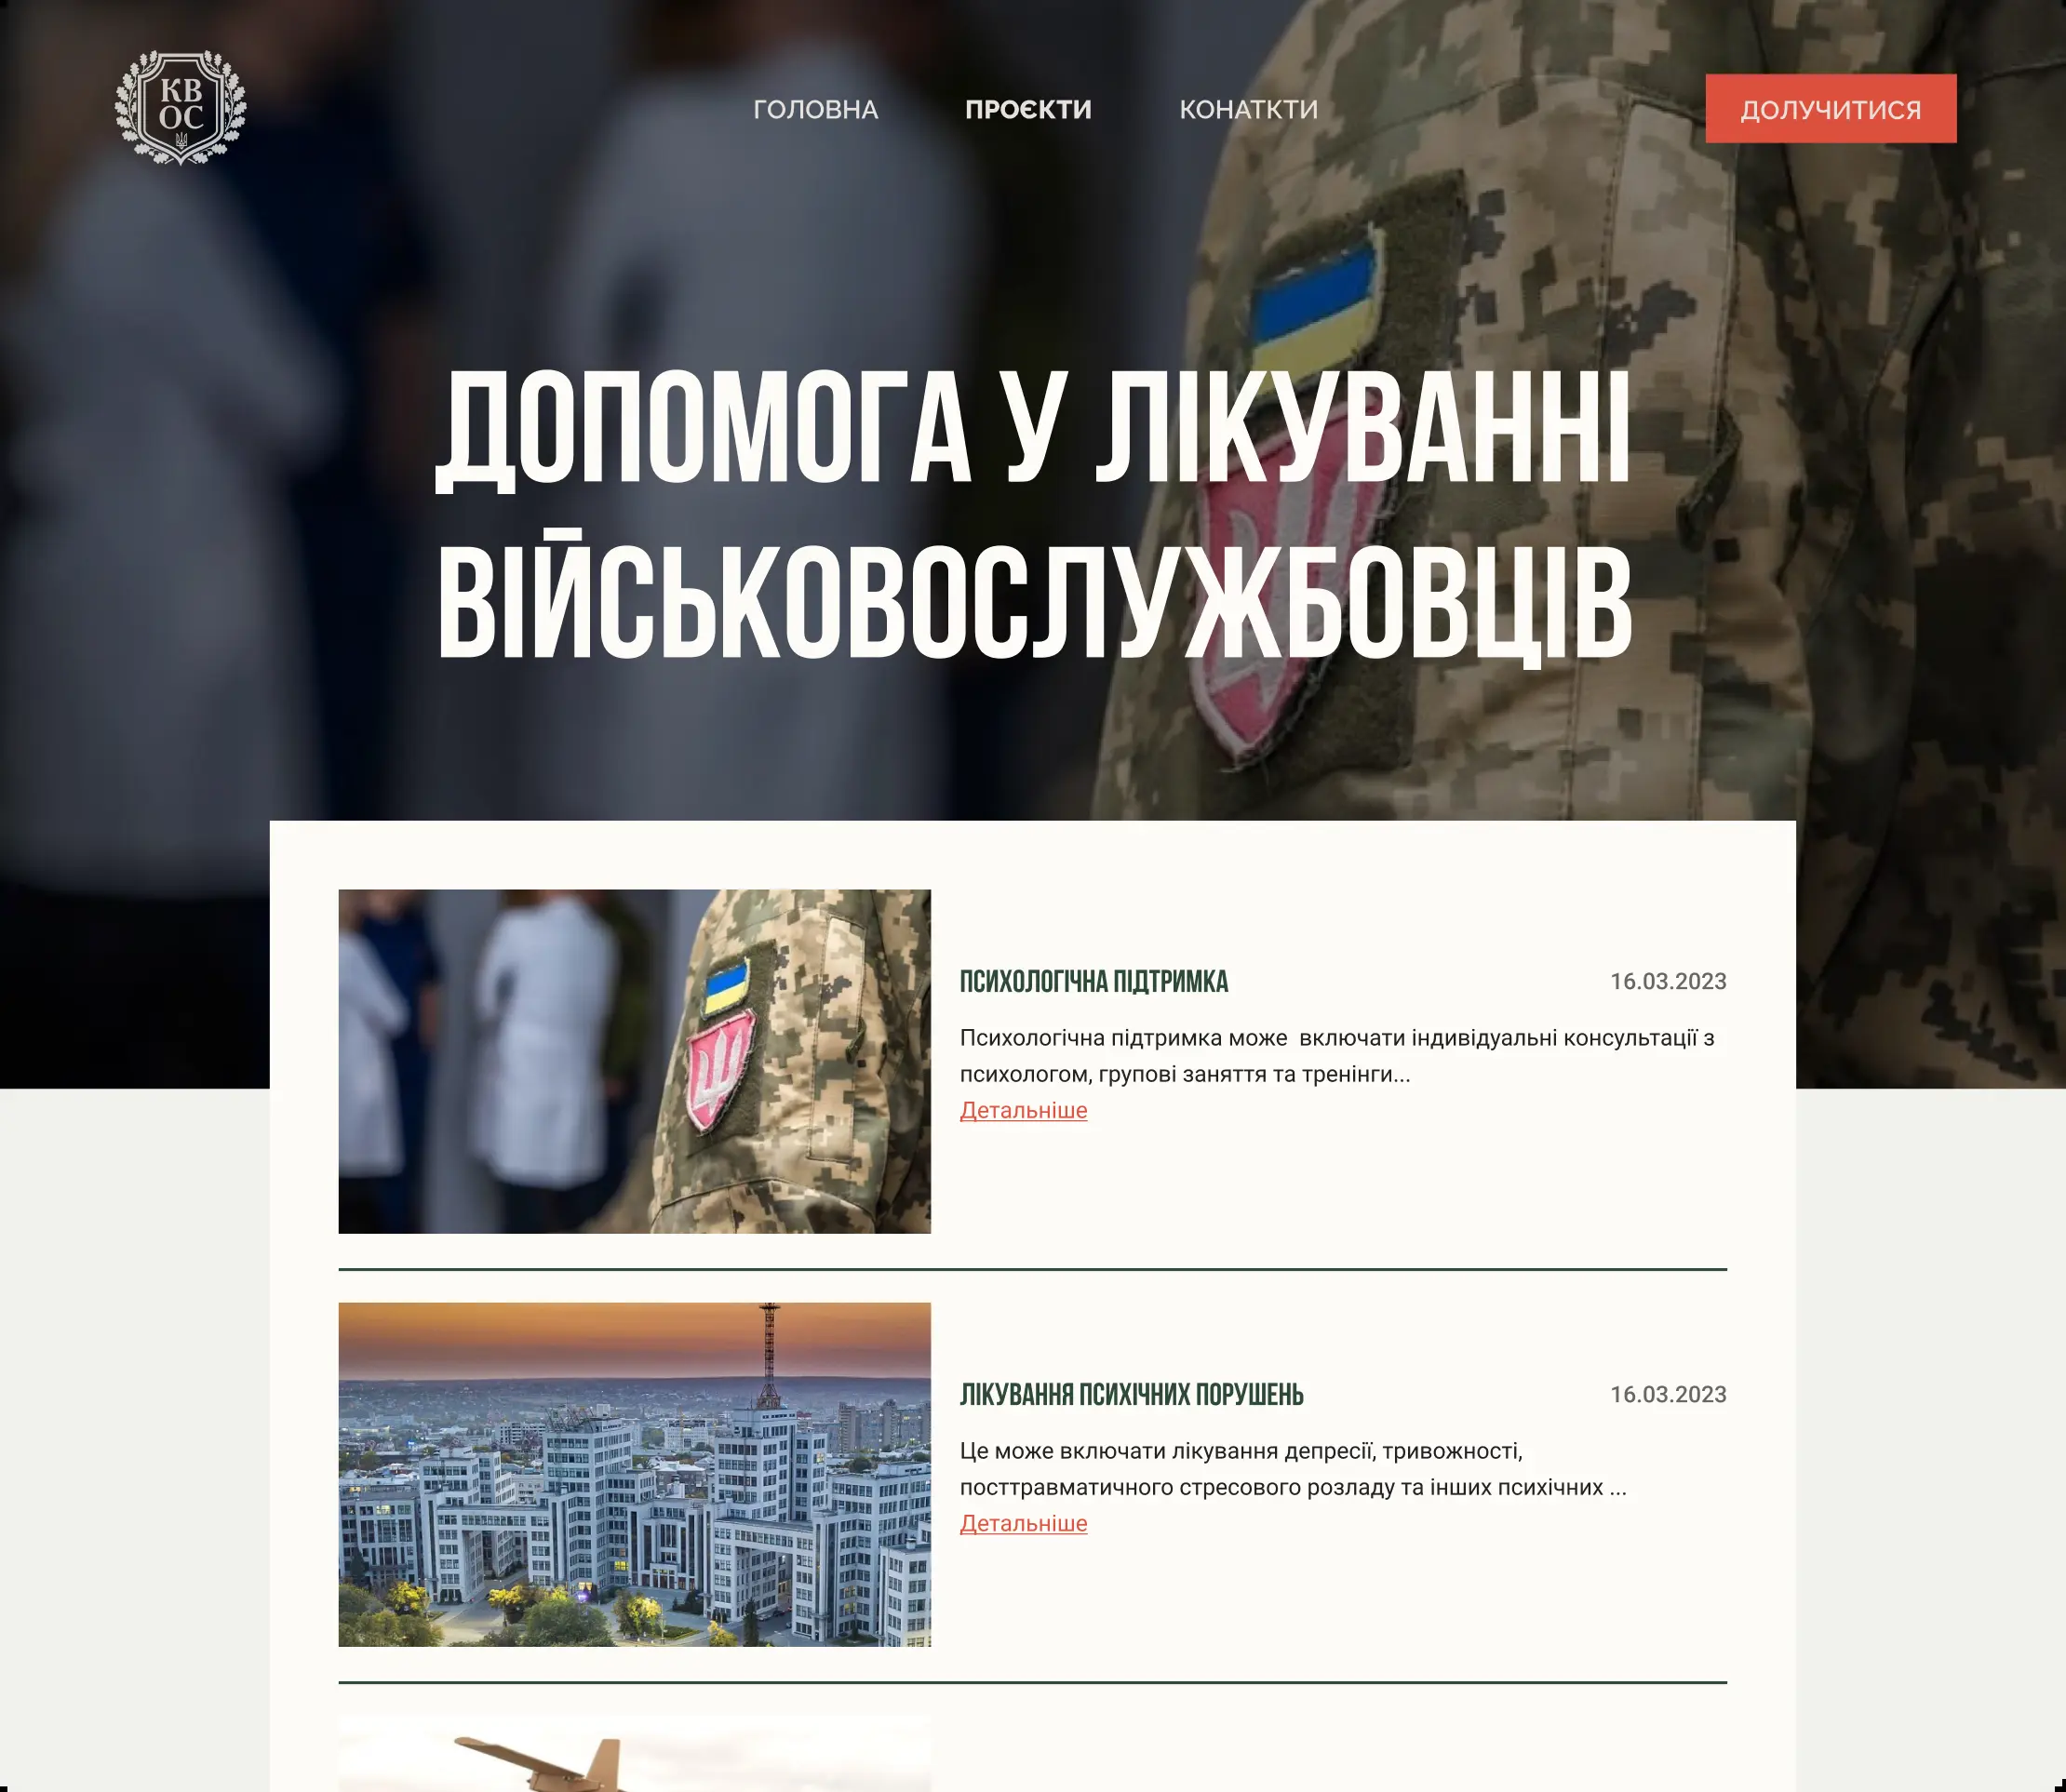 КВ
ОС
ГОЛОВНА
ПРОЄКТИ
КОНАТКТИ
ДОЛУЧИТИСЯ
ДОПОМОГА У ЛІКУВАННІ
ВІЙСЬКОВОСЛУЖБОВЦІВ
ПСИХОЛОГІЧНА ПІДТРИМКА
16.03.2023
Психологічна підтримка може  включати індивідуальні консультації з
психологом, групові заняття та тренінги...
Детальніше
ЛІКУВАННЯ ПСИХІЧНИХ ПОРУШЕНЬ
16.03.2023
Це може включати лікування депресії, тривожності,
посттравматичного стресового розладу та інших психічних ...
Детальніше